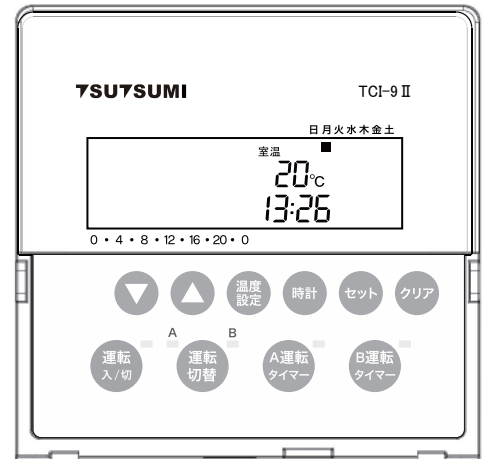 TSUTSUMI
TCI-9 Ⅱ
日月火水木金土
室温
20℃
13:26
0・4・8・12・16・20・0
▼ ▲ 温度設定 時計 セット クリア
A B
運転入/切 運転切替 A運転タイマー B運転タイマー